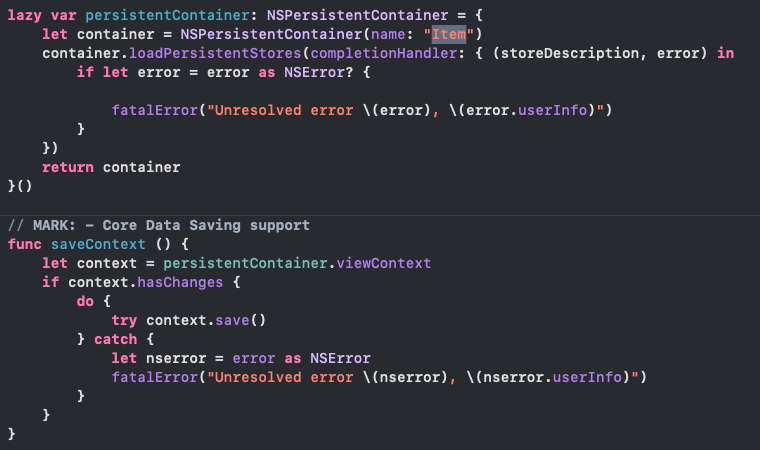 lazy var persistentContainer: NSPersistentContainer = {
    let container = NSPersistentContainer(name: "Item")
    container.loadPersistentStores(completionHandler: { (storeDescription, error) in
        if let error = error as NSError? {

            fatalError("Unresolved error \(error), \(error.userInfo)")
        }
    })
    return container
}()

// MARK: - Core Data Saving support
func saveContext () {
    let context = persistentContainer.viewContext
    if context.hasChanges {
        do {
            try context.save()
        } catch {
            let nserror = error as NSError
            fatalError("Unresolved error \(nserror), \(nserror.userInfo)")
        }
    }
}